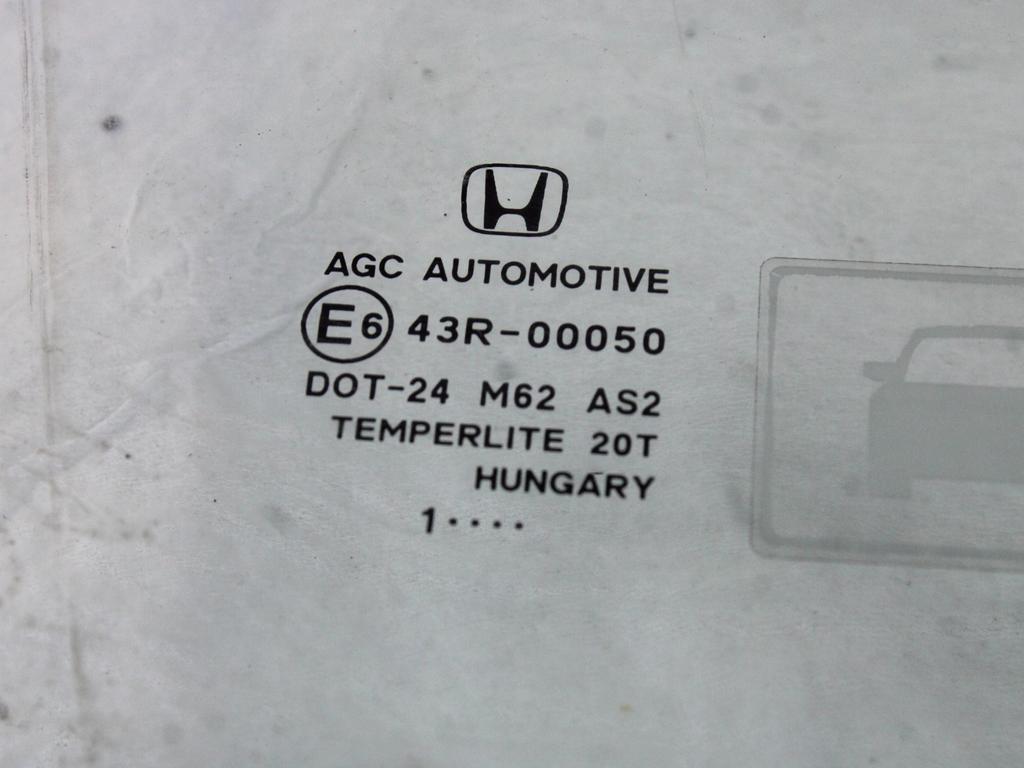 AGC AUTOMOTIVE
E6 43R-00050
DOT-24 M62 AS2
TEMPERLITE 20T
HUNGARY
1····